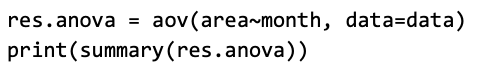 res.anova = aov(area~month, data=data)
print(summary(res.anova))